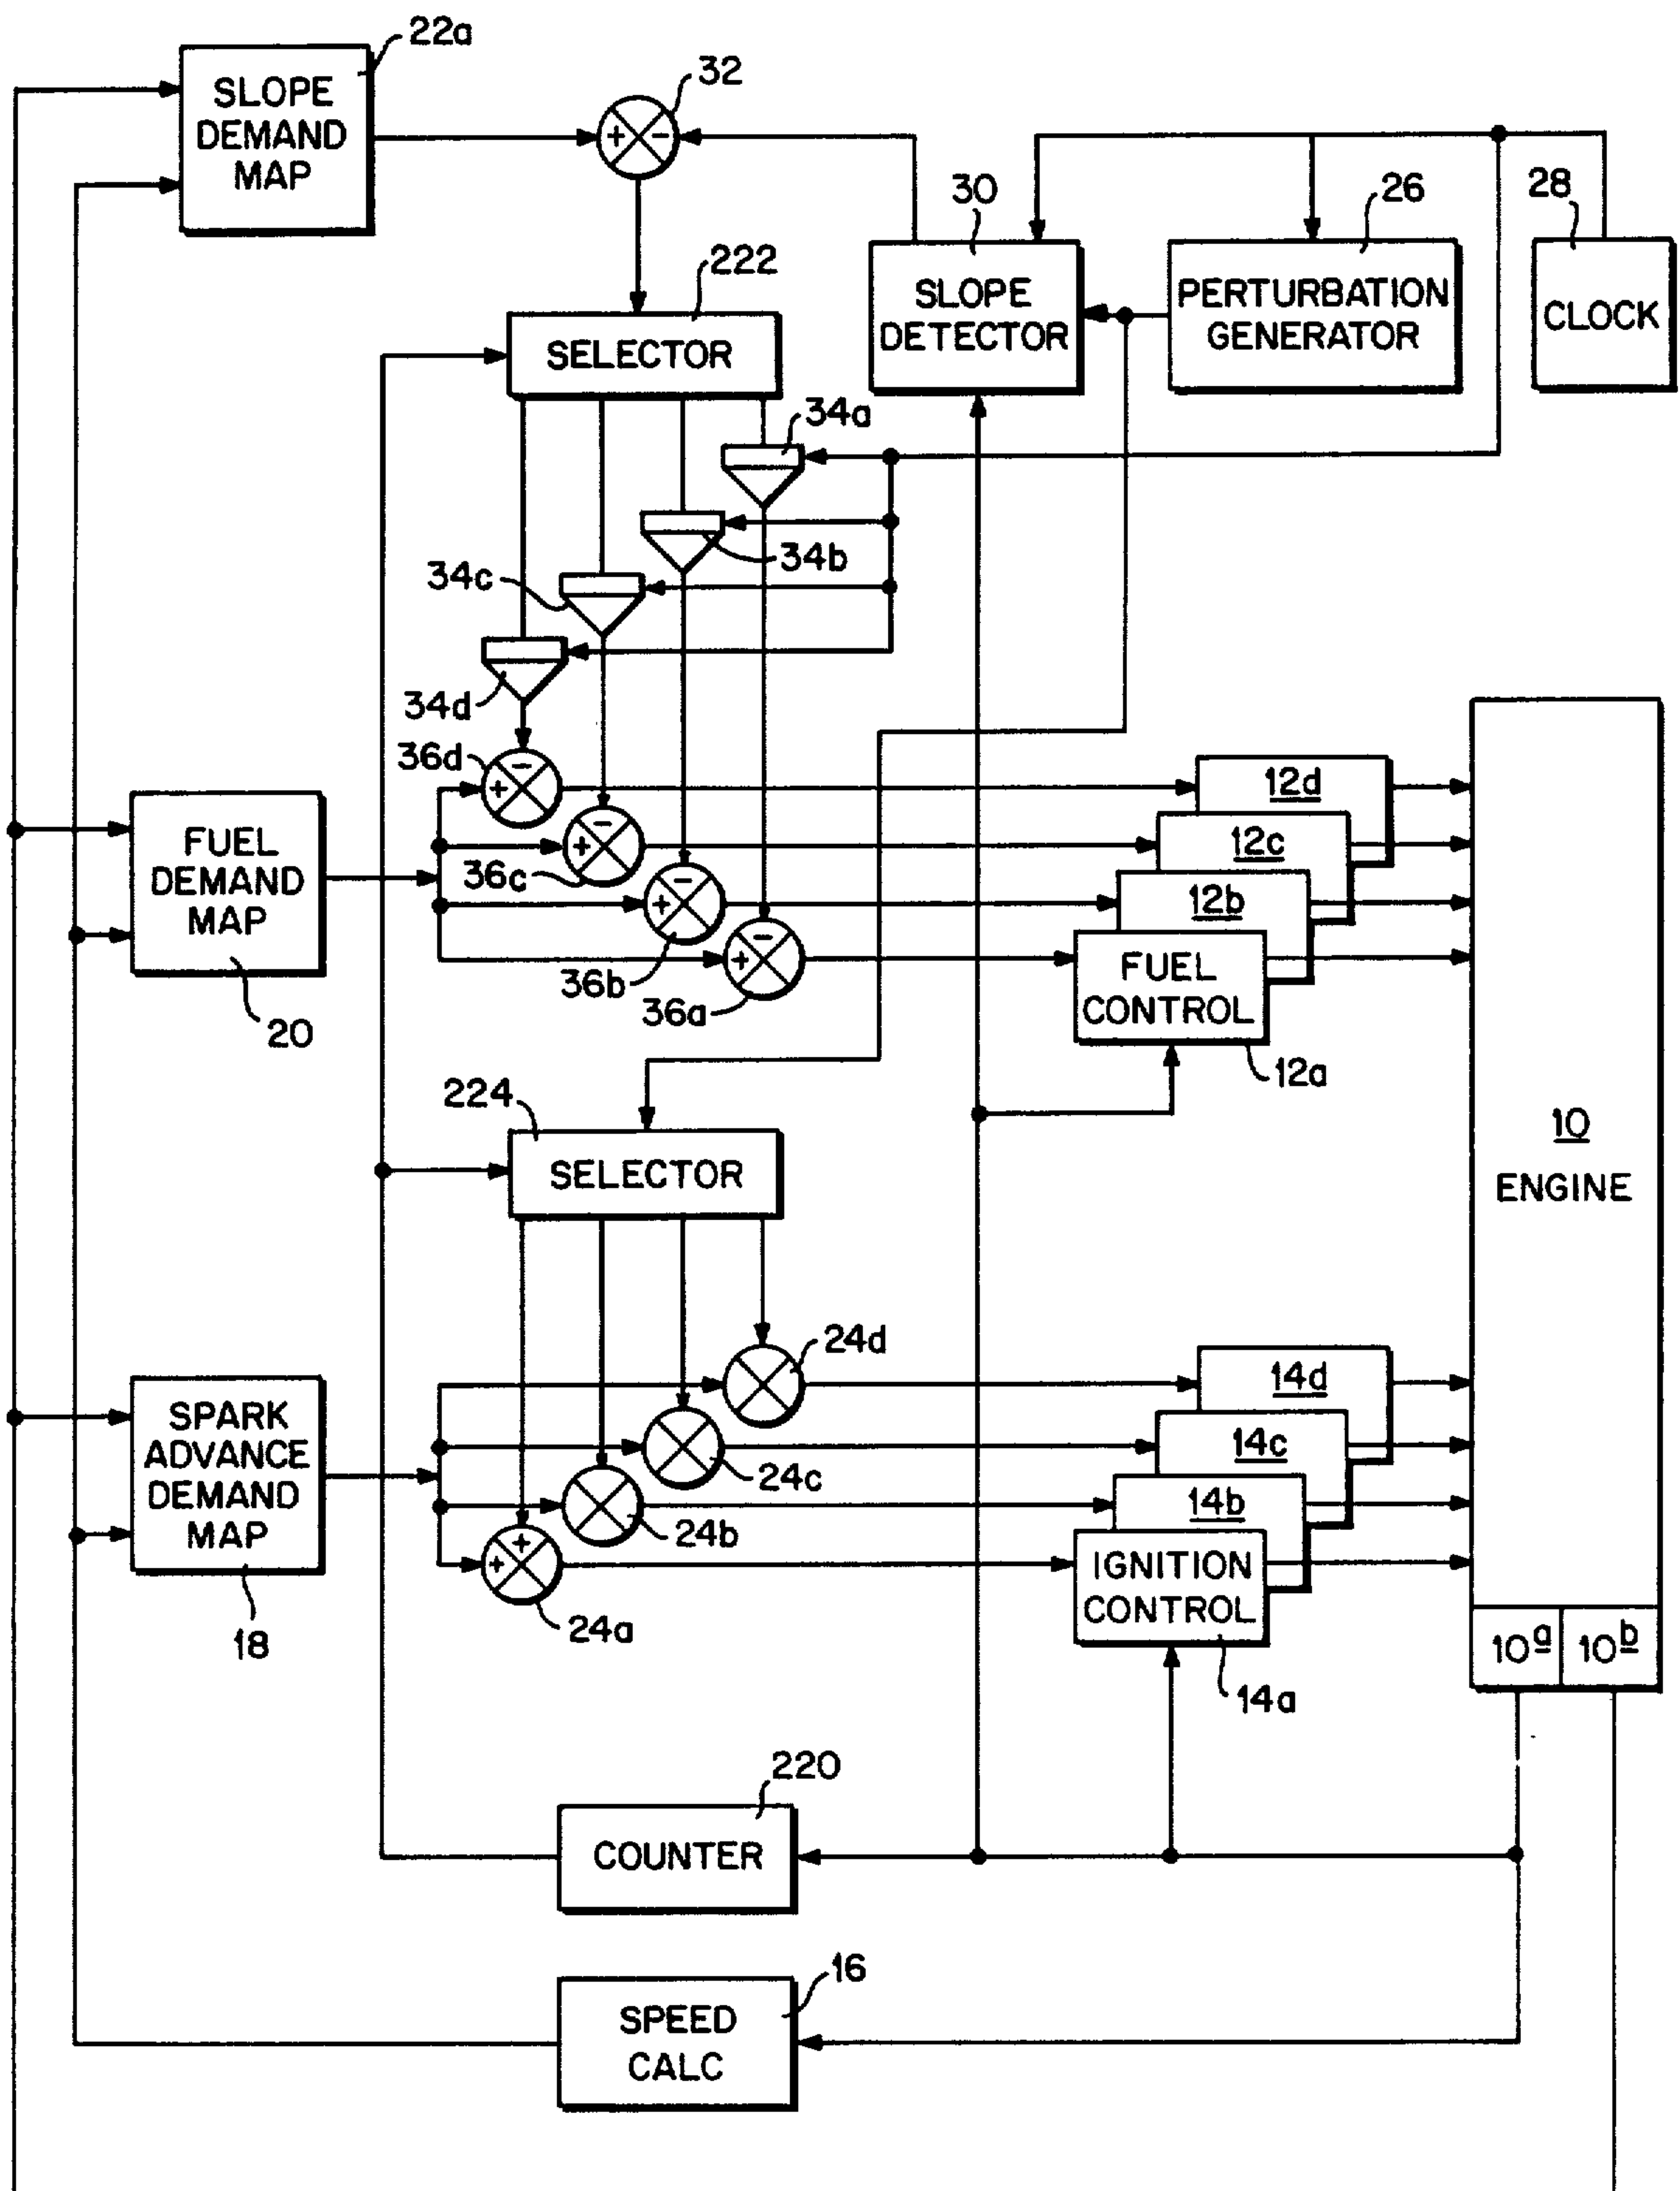 22a
SLOPE
DEMAND
MAP
32
+ −
30
26
28
222
SLOPE
DETECTOR
PERTURBATION
GENERATOR
CLOCK
SELECTOR
34a
34b
34c
34d
36d
−
+
12d
FUEL
DEMAND
MAP
−
+
36c
12c
−
+
36b
12b
−
+
36a
FUEL
CONTROL
20
12a
224
SELECTOR
10
ENGINE
24d
14d
SPARK
ADVANCE
DEMAND
MAP
24c
14c
24b
14b
+
+
24a
IGNITION
CONTROL
18
14a
10a
10b
220
COUNTER
16
SPEED
CALC